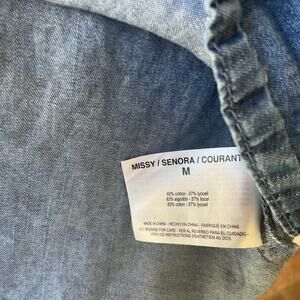 MISSY / SENORA / COURANT
M
63% cotton - 37% lyocell
63% algodon - 37% liocel
63% coton - 37% lyocell
MADE IN CHINA - HECHO EN CHINA - FABRIQUÉ EN CHINE
SEE REVERSE FOR CARE - VER AL REVERSO PARA EL CUIDADO -
VOIR LES INSTRUCTIONS D'ENTRETIEN AU DOS